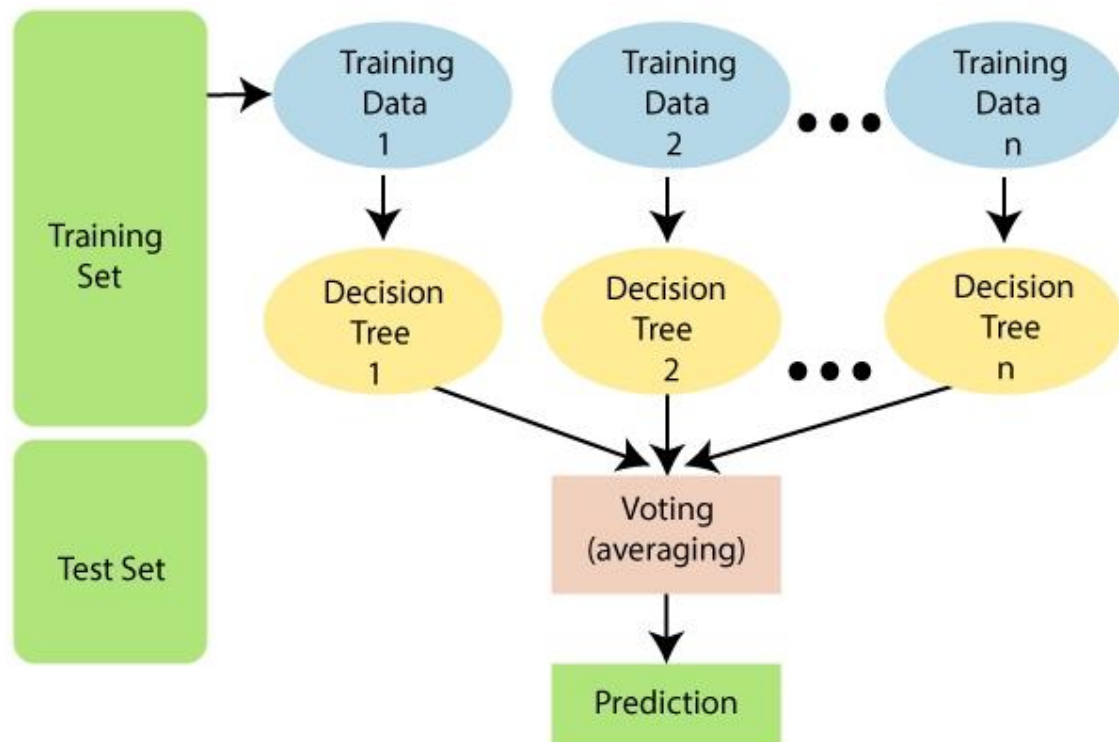 Training
Set
Test Set
Training
Data
1
Training
Data
2
Training
Data
n
Decision
Tree
1
Decision
Tree
2
Decision
Tree
n
Voting
(averaging)
Prediction